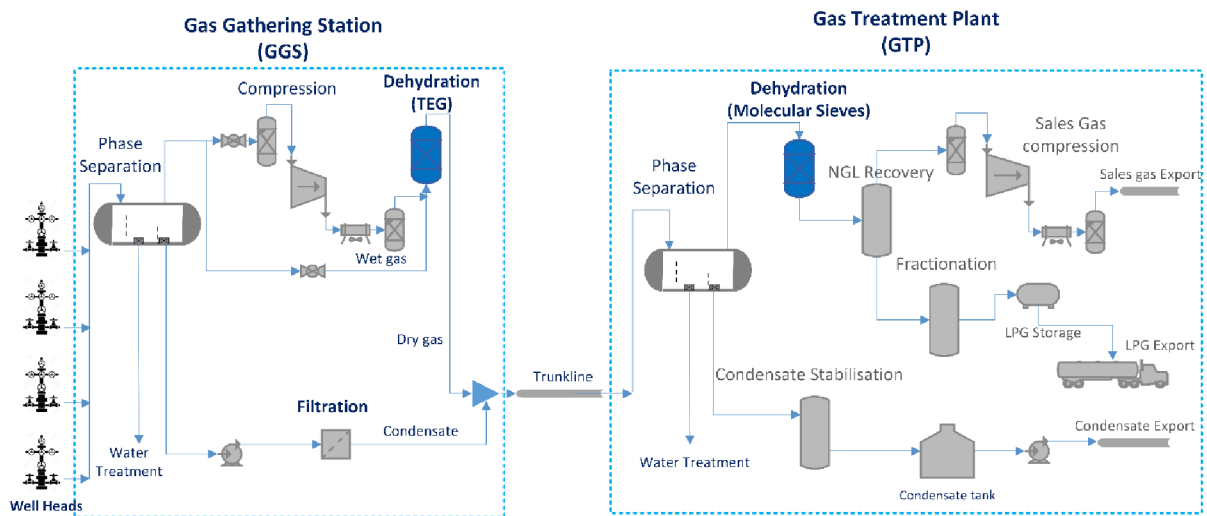 Gas Gathering Station
(GGS)
Compression
Dehydration
(TEG)
Phase
Separation
Wet gas
Dry gas
Filtration
Condensate
Water
Treatment
Well Heads
Trunkline
Gas Treatment Plant
(GTP)
Dehydration
(Molecular Sieves)
Sales Gas
compression
Phase
Separation
NGL Recovery
Sales gas Export
Fractionation
LPG Storage
LPG Export
Condensate Stabilisation
Condensate Export
Water Treatment
Condensate tank